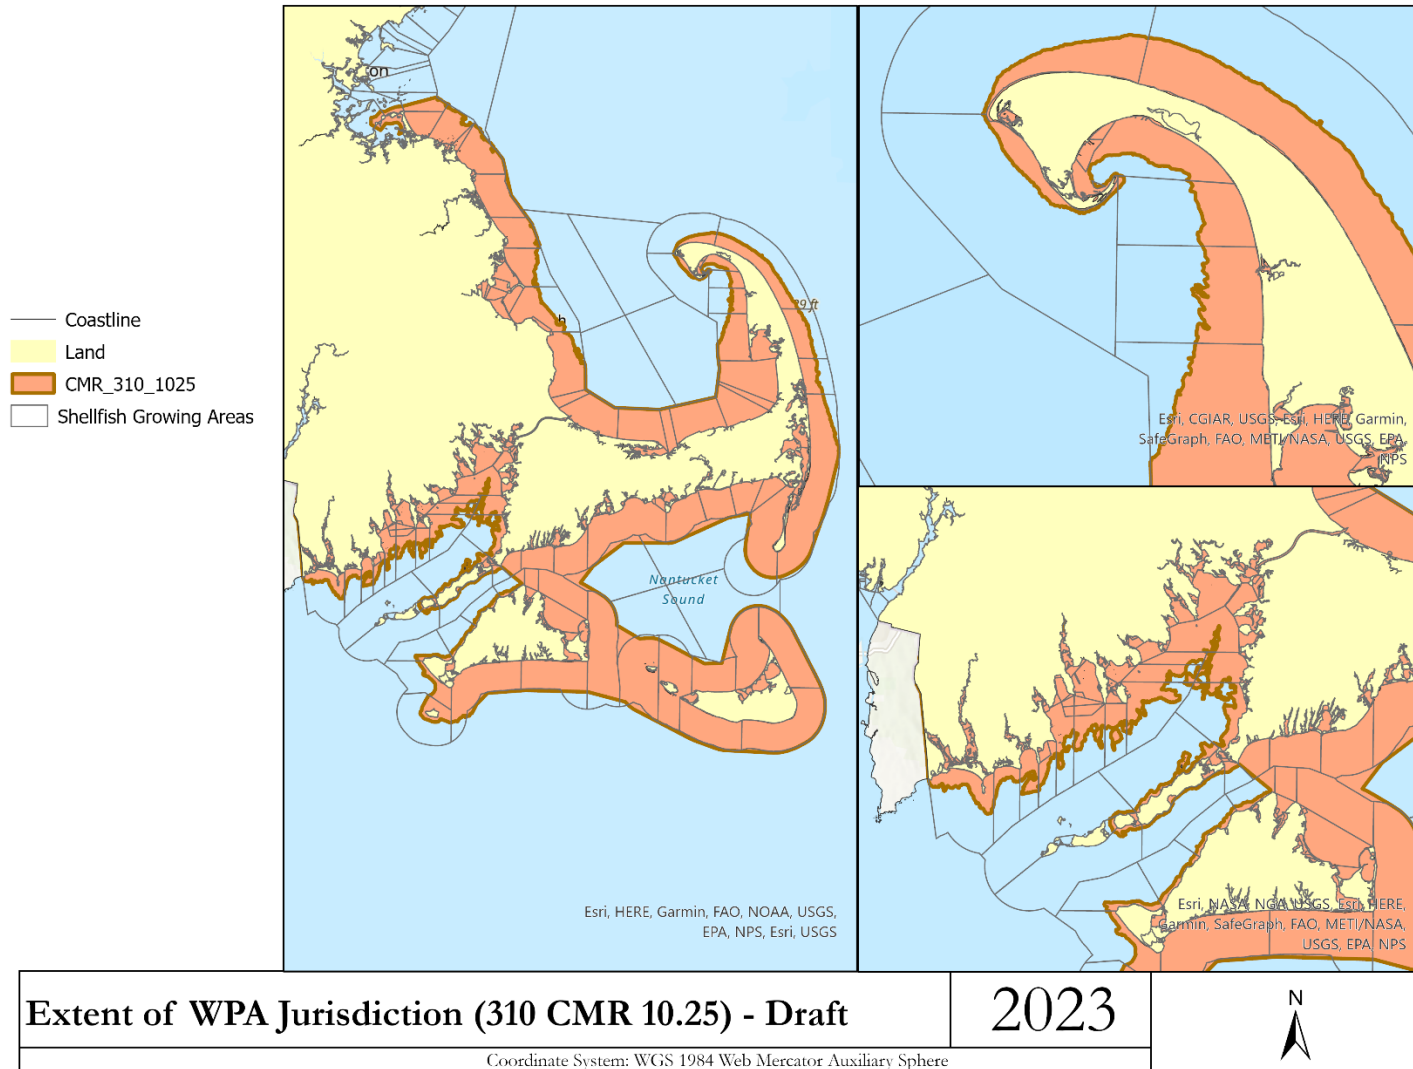 on
29 ft
h
Nantucket
Sound
Coastline
Land
CMR_310_1025
Shellfish Growing Areas
Esri, HERE, Garmin, FAO, NOAA, USGS,
EPA, NPS, Esri, USGS
Esri, CGIAR, USGS, Esri, HERE, Garmin,
SafeGraph, FAO, METI/NASA, USGS, EPA,
NPS
Esri, NASA, NGA, USGS, Esri, HERE,
Garmin, SafeGraph, FAO, METI/NASA,
USGS, EPA, NPS
Extent of WPA Jurisdiction (310 CMR 10.25) - Draft
2023
N
Coordinate System: WGS 1984 Web Mercator Auxiliary Sphere